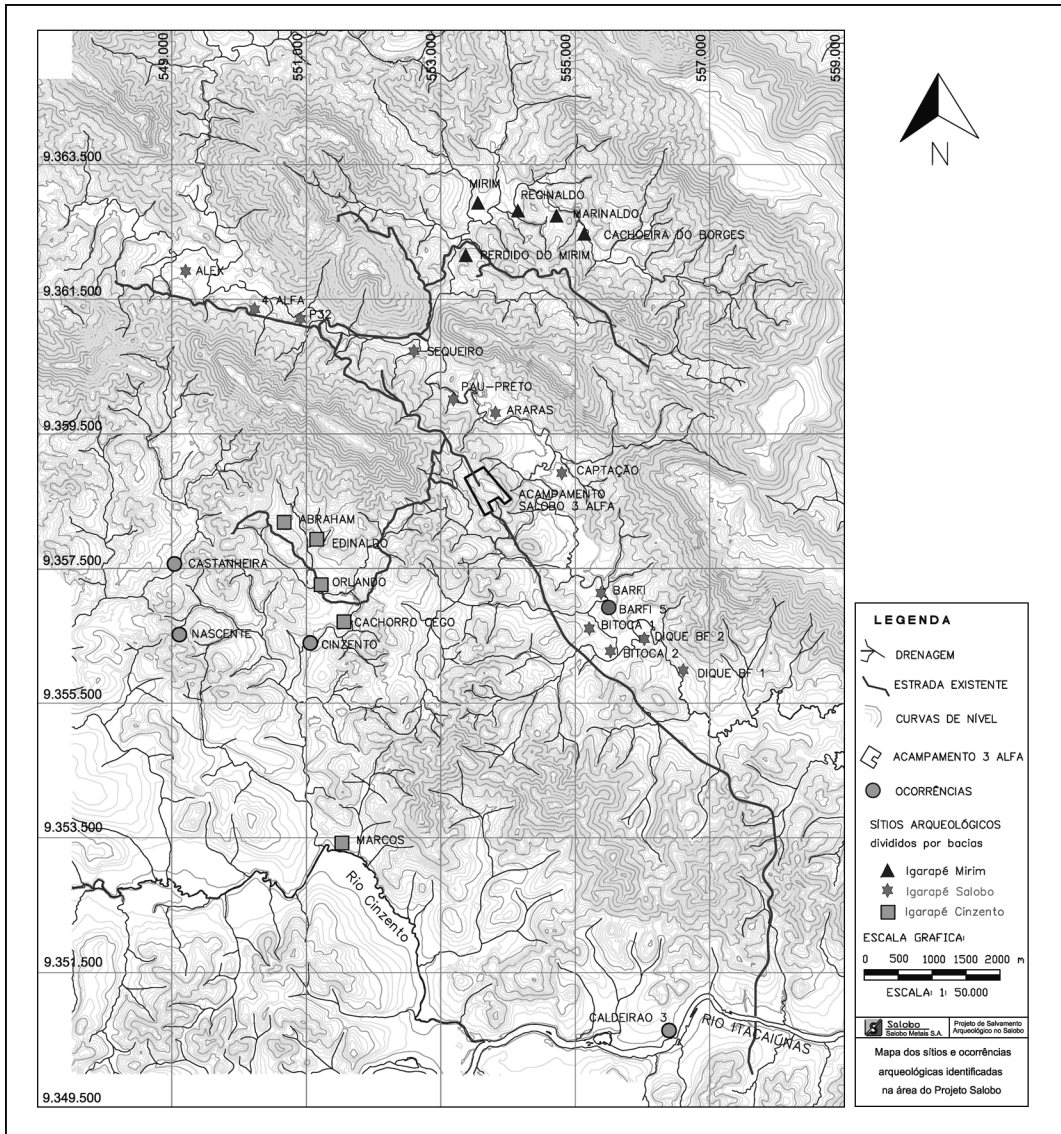 549.000
551.000
553.000
555.000
557.000
559.000
9.363.500
MIRIM
REGINALDO
MARINALDO
CACHOEIRA DO BORGES
PERDIDO DO MIRIM
ALEX
9.361.500
4 ALFA
P32
SEQUEIRO
PAU-PRETO
ARARAS
9.359.500
CAPTAÇÃO
ACAMPAMENTO
SALOBO 3 ALFA
ABRAHAM
EDINALDO
9.357.500
CASTANHEIRA
ORLANDO
BARFI
BARFI 5
CACHORRO CEGO
BITOCA 1
NASCENTE
CINZENTO
DIQUE BF 2
BITOCA 2
DIQUE BF 1
9.355.500
9.353.500
MARCOS
Rio Cinzento
9.351.500
CALDEIRAO 3
RIO ITACAIÚNAS
9.349.500
N
LEGENDA
DRENAGEM
ESTRADA EXISTENTE
CURVAS DE NÍVEL
ACAMPAMENTO 3 ALFA
OCORRÊNCIAS
SÍTIOS ARQUEOLÓGICOS
divididos por bacias
Igarapé Mirim
Igarapé Salobo
Igarapé Cinzento
ESCALA GRAFICA:
0 500 1000 1500 2000 m
ESCALA: 1: 50.000
Salobo
Salobo Metais S.A.
Projeto de Salvamento
Arqueológico no Salobo
Mapa dos sítios e ocorrências
arqueológicas identificadas
na área do Projeto Salobo